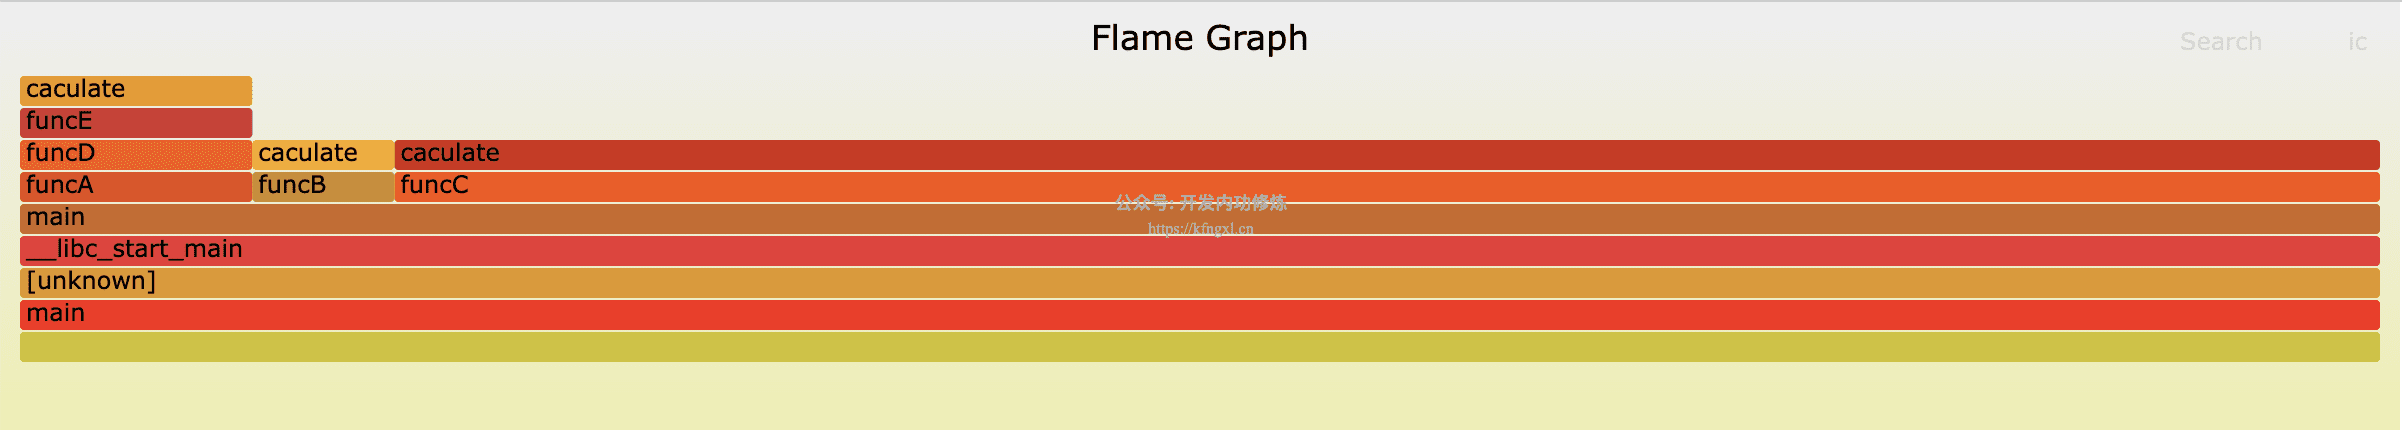 Flame Graph
Search
ic
caculate
funcE
funcD
caculate
caculate
funcA
funcB
funcC
公众号: 开发内功修炼
main
https://kfngxl.cn
__libc_start_main
[unknown]
main